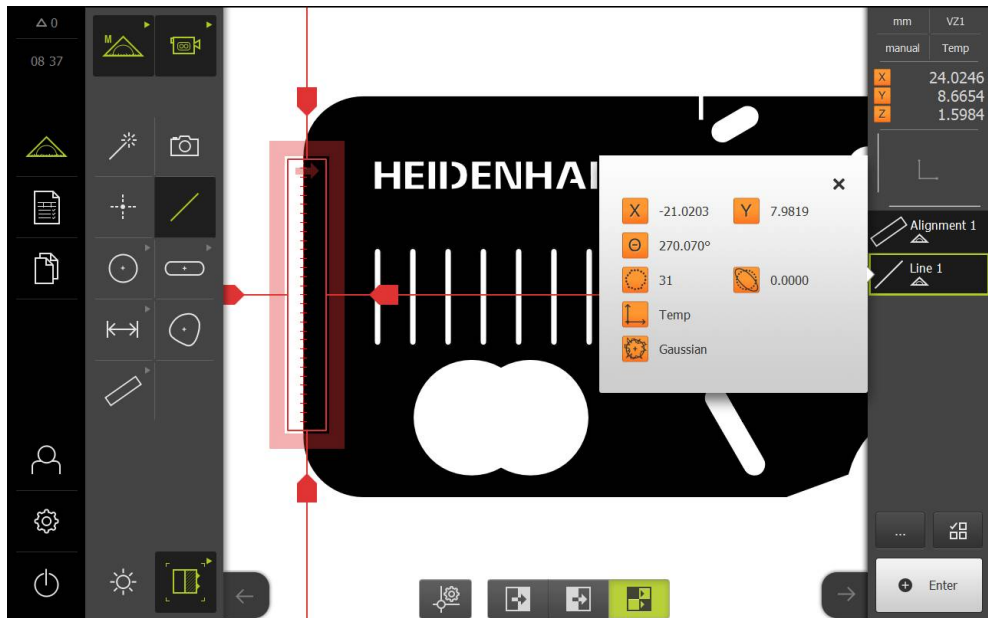 0
08 37
M
mm VZ1
manual Temp
X 24.0246
Y 8.6654
Z 1.5984
HEIDENHAI
X -21.0203 Y 7.9819
Θ 270.070°
31 0.0000
Temp
Gaussian
Alignment 1
Line 1
...
Enter